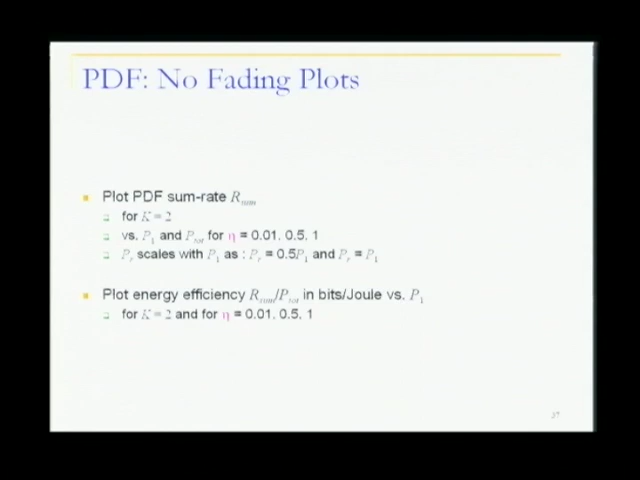 PDF: No Fading Plots
Plot PDF sum-rate R_sum
for K = 2
vs. P_1 and P_tot for η = 0.01, 0.5, 1
P_r scales with P_1 as : P_r = 0.5P_1 and P_r = P_1
Plot energy efficiency R_sum/P_tot in bits/Joule vs. P_1
for K = 2 and for η = 0.01, 0.5, 1
37